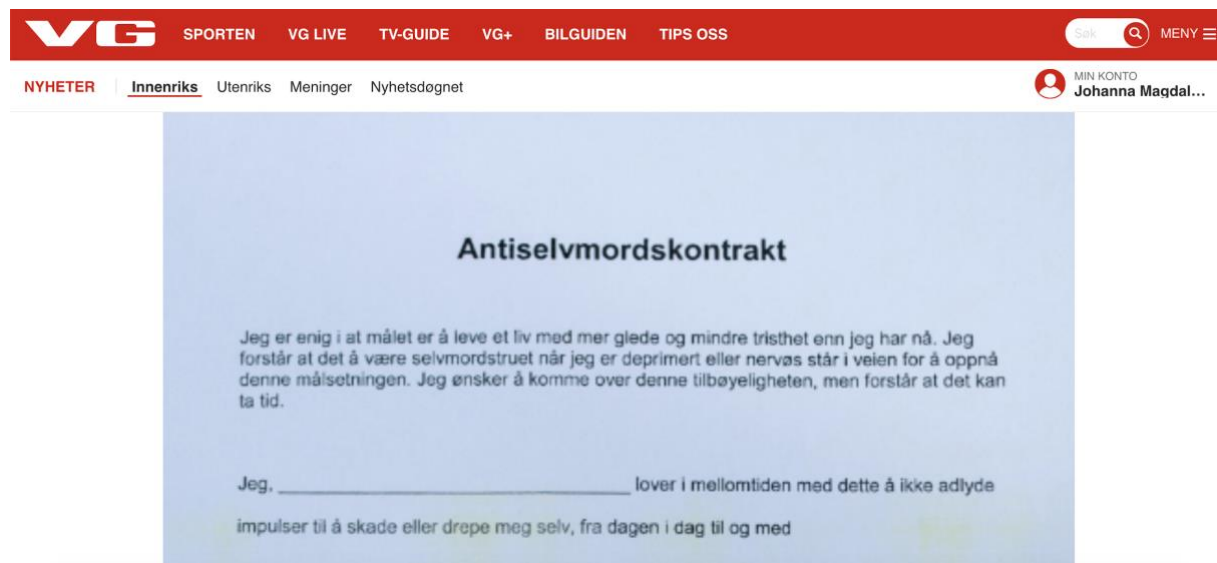 VG SPORTEN VG LIVE TV-GUIDE VG+ BILGUIDEN TIPS OSS Søk MENY
NYHETER Innenriks Utenriks Meninger Nyhetsdøgnet MIN KONTO
Johanna Magdal...
Antiselvmordskontrakt
Jeg er enig i at målet er å leve et liv med mer glede og mindre tristhet enn jeg har nå. Jeg
forstår at det å være selvmordstruet når jeg er deprimert eller nervøs står i veien for å oppnå
denne målsetningen. Jeg ønsker å komme over denne tilbøyeligheten, men forstår at det kan
ta tid.
Jeg, ______________________________ lover i mellomtiden med dette å ikke adlyde
impulser til å skade eller drepe meg selv, fra dagen i dag til og med